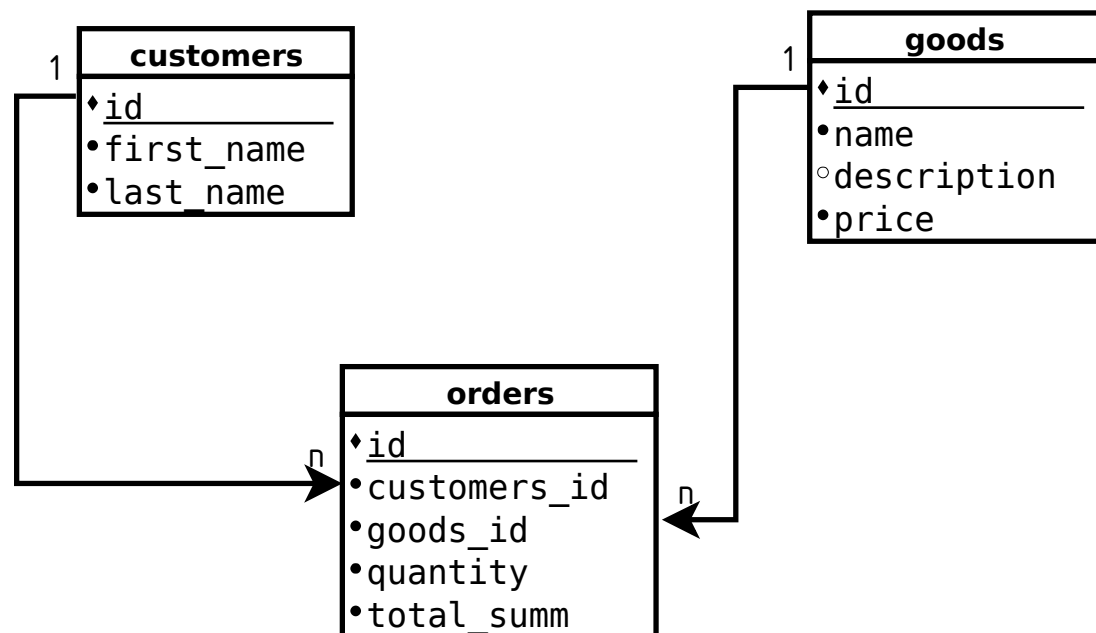 customers
1
id
first_name
last_name
goods
1
id
name
description
price
orders
n
id
customers_id
n
goods_id
quantity
total_summ